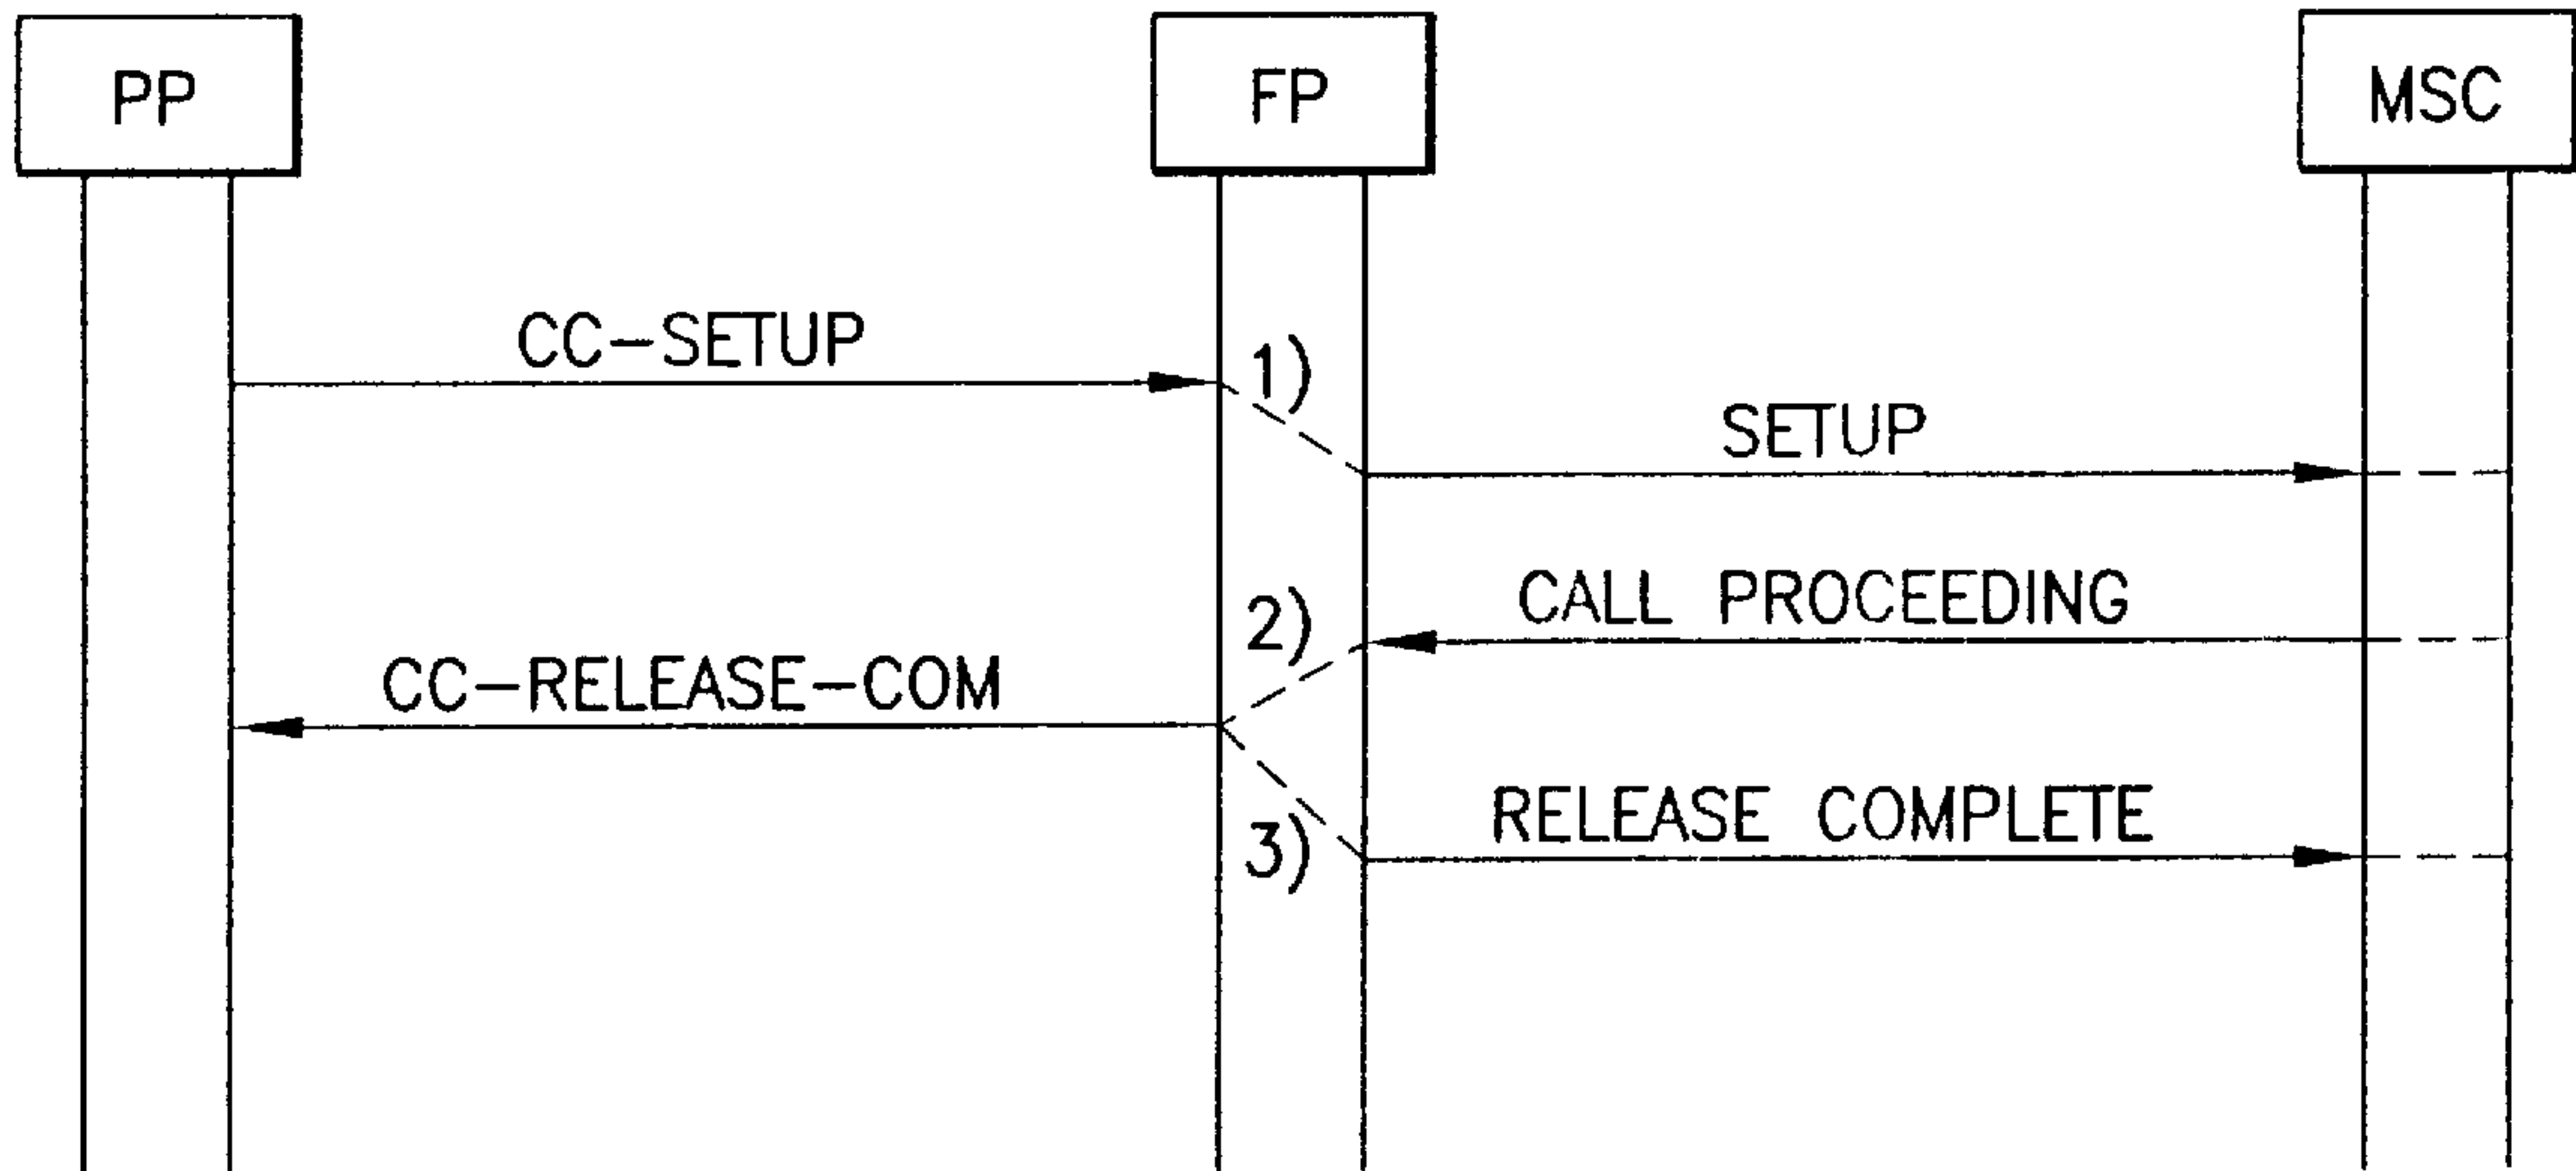 PP FP MSC
CC-SETUP 1)
SETUP
2) CALL PROCEEDING
CC-RELEASE-COM
RELEASE COMPLETE
3)